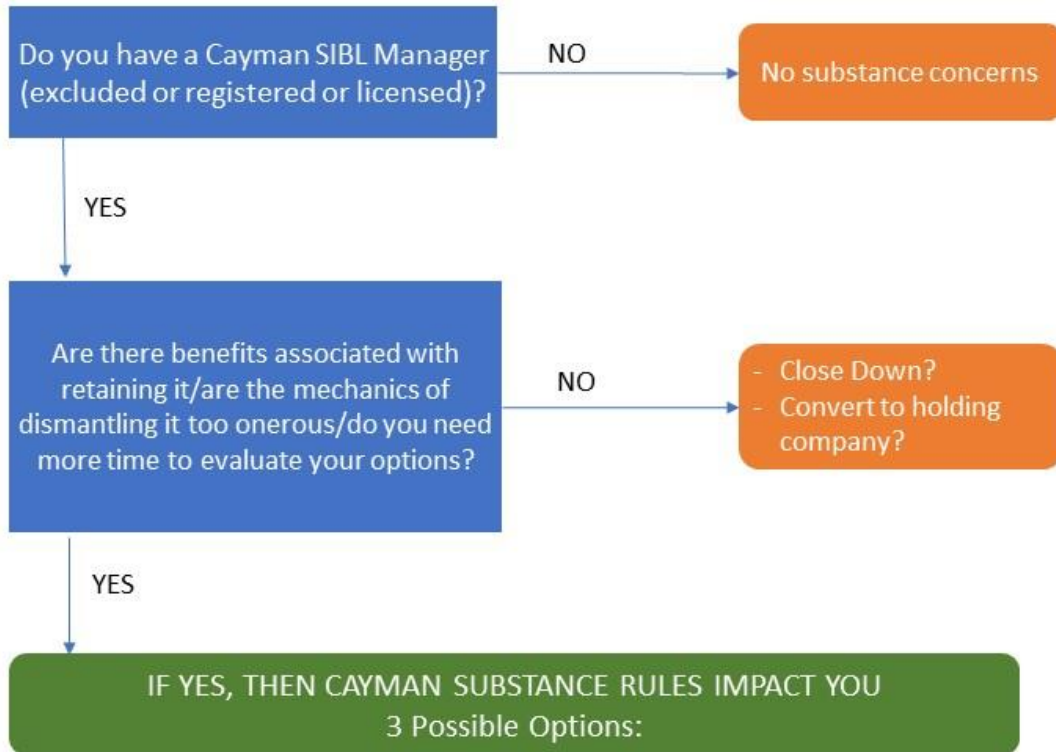 Do you have a Cayman SIBL Manager
(excluded or registered or licensed)?
NO
No substance concerns
YES
Are there benefits associated with
retaining it/are the mechanics of
dismantling it too onerous/do you need
more time to evaluate your options?
NO
- Close Down?
- Convert to holding
company?
YES
IF YES, THEN CAYMAN SUBSTANCE RULES IMPACT YOU
3 Possible Options: